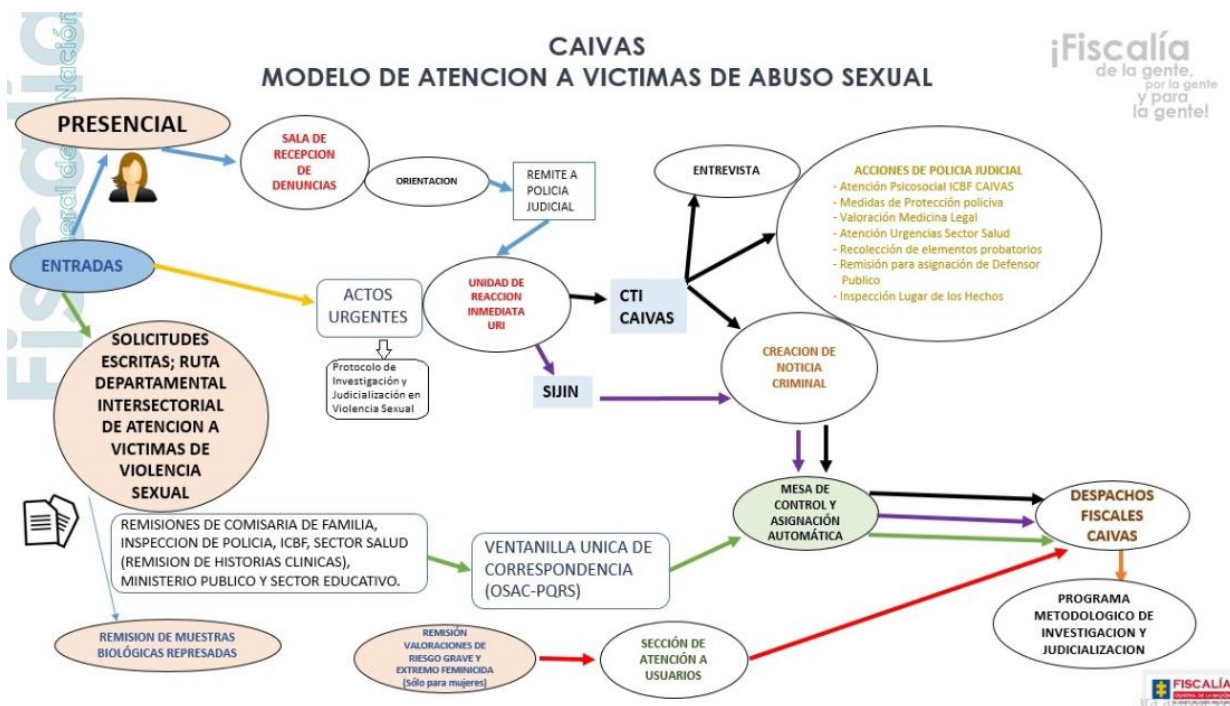 CAIVAS
MODELO DE ATENCION A VICTIMAS DE ABUSO SEXUAL
¡Fiscalía
de la gente,
por la gente
y para
la gente!
PRESENCIAL
SALA DE
RECEPCION
DE
DENUNCIAS
ORIENTACION
REMITE A
POLICIA
JUDICIAL
ENTREVISTA
ACCIONES DE POLICIA JUDICIAL
- Atención Psicosocial ICBF CAIVAS
- Medidas de Protección policiva
- Valoración Medicina Legal
- Atención Urgencias Sector Salud
- Recolección de elementos probatorios
- Remisión para asignación de Defensor
Publico
- Inspección Lugar de los Hechos
ENTRADAS
ACTOS
URGENTES
UNIDAD DE
REACCION
INMEDIATA
URI
CTI
CAIVAS
Protocolo de
Investigación y
Judicialización en
Violencia Sexual
SIJIN
CREACION DE
NOTICIA
CRIMINAL
SOLICITUDES
ESCRITAS; RUTA
DEPARTAMENTAL
INTERSECTORIAL
DE ATENCION A
VICTIMAS DE
VIOLENCIA
SEXUAL
MESA DE
CONTROL Y
ASIGNACIÓN
AUTOMÁTICA
DESPACHOS
FISCALES
CAIVAS
REMISIONES DE COMISARIA DE FAMILIA,
INSPECCION DE POLICIA, ICBF, SECTOR SALUD
(REMISION DE HISTORIAS CLINICAS),
MINISTERIO PUBLICO Y SECTOR EDUCATIVO.
VENTANILLA UNICA DE
CORRESPONDENCIA
(OSAC-PQRS)
PROGRAMA
METODOLOGICO DE
INVESTIGACION Y
JUDICIALIZACION
REMISION DE MUESTRAS
BIOLÓGICAS REPRESADAS
REMISIÓN
VALORACIONES DE
RIESGO GRAVE Y
EXTREMO FEMINICIDA
(Sólo para mujeres)
SECCIÓN DE
ATENCIÓN A
USUARIOS
FISCALÍA